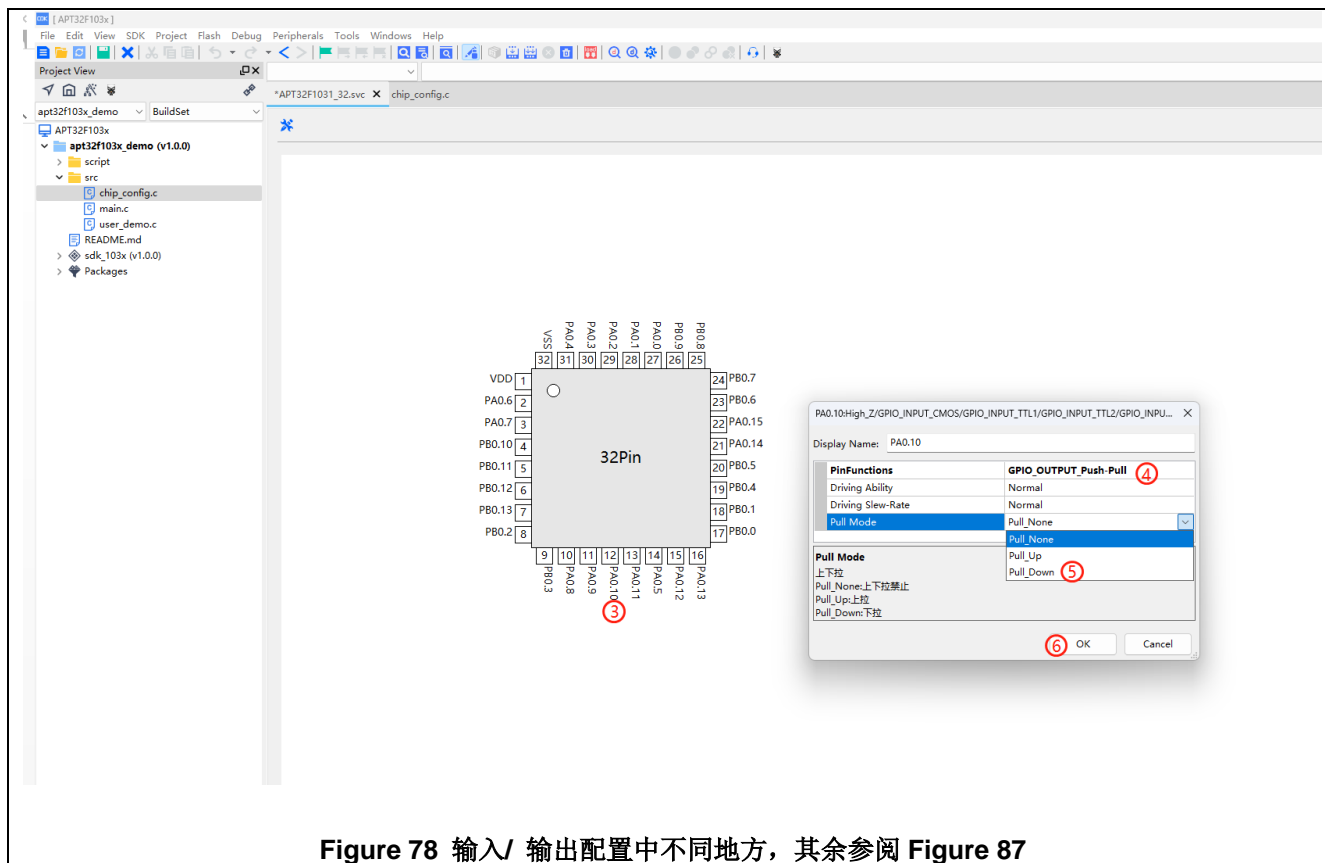 CDK [ APT32F103x ]
File Edit View SDK Project Flash Debug Peripherals Tools Windows Help
Project View
*APT32F1031_32.svc X chip_config.c
apt32f103x_demo BuildSet
APT32F103x
apt32f103x_demo (v1.0.0)
script
src
chip_config.c
main.c
user_demo.c
README.md
sdk_103x (v1.0.0)
Packages
VSS PA0.4 PA0.3 PA0.2 PA0.1 PA0.0 PB0.9 PB0.8
32 31 30 29 28 27 26 25
VDD 1
PA0.6 2
PA0.7 3
PB0.10 4
PB0.11 5
PB0.12 6
PB0.13 7
PB0.2 8
32Pin
24 PB0.7
23 PB0.6
22 PA0.15
21 PA0.14
20 PB0.5
19 PB0.4
18 PB0.1
17 PB0.0
9 10 11 12 13 14 15 16
PB0.3 PA0.8 PA0.9 PA0.10 PA0.11 PA0.5 PA0.12 PA0.13
③
PA0.10:High_Z/GPIO_INPUT_CMOS/GPIO_INPUT_TTL1/GPIO_INPUT_TTL2/GPIO_INPU...
Display Name: PA0.10
PinFunctions GPIO_OUTPUT_Push-Pull ④
Driving Ability Normal
Driving Slew-Rate Normal
Pull Mode Pull_None
Pull_None
Pull_Up
Pull_Down ⑤
Pull Mode
上下拉
Pull_None:上下拉禁止
Pull_Up:上拉
Pull_Down:下拉
⑥ OK Cancel
Figure 78 输入/ 输出配置中不同地方，其余参阅 Figure 87